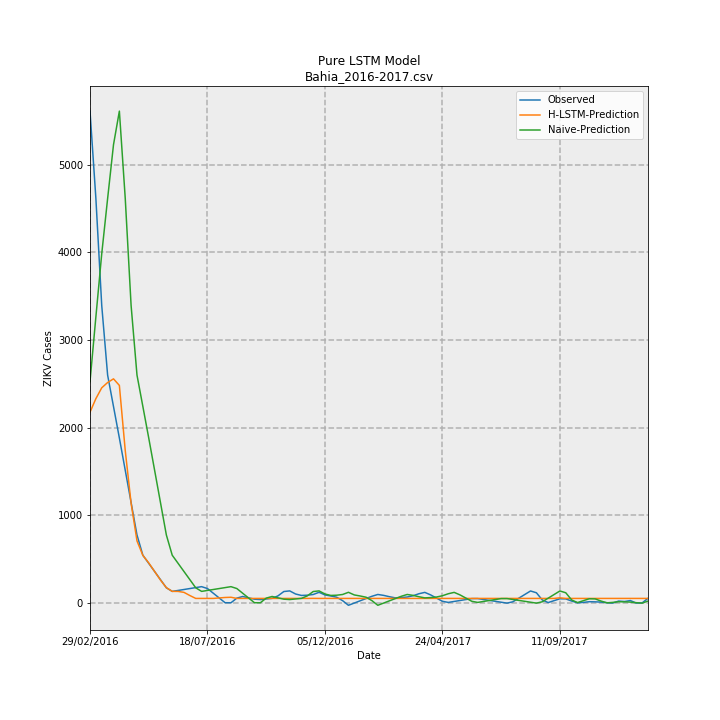 Pure LSTM Model
Bahia_2016-2017.csv
Observed
H-LSTM-Prediction
Naive-Prediction
ZIKV Cases
5000
4000
3000
2000
1000
0
29/02/2016
18/07/2016
05/12/2016
24/04/2017
11/09/2017
Date